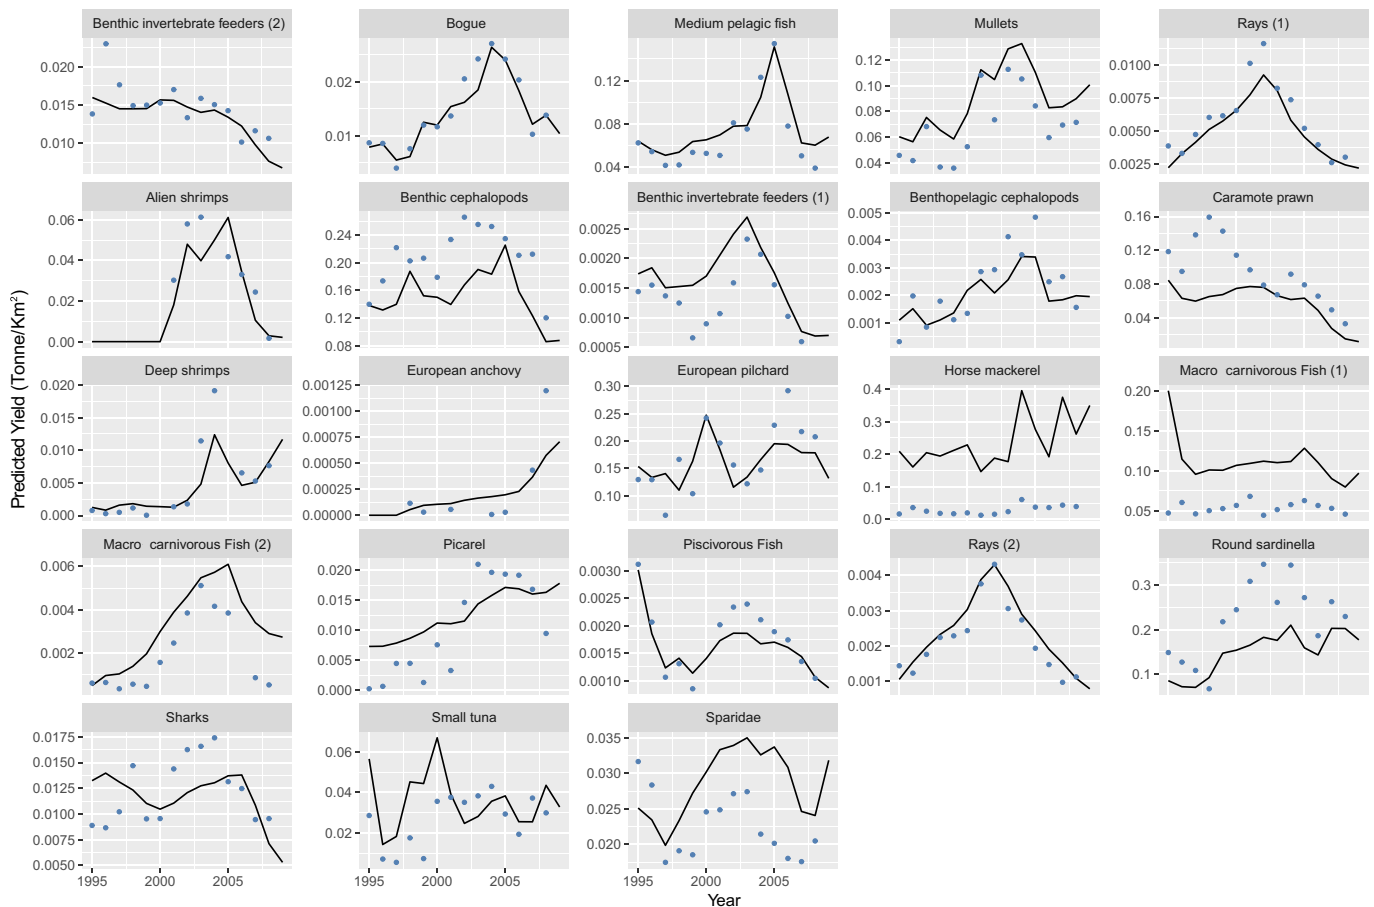 Benthic invertebrate feeders (2) Bogue Medium pelagic fish Mullets Rays (1)
0.020 0.015 0.010
0.02 0.01
0.12 0.08 0.04
0.12 0.10 0.08 0.06 0.04
0.0100 0.0075 0.0050 0.0025
Alien shrimps Benthic cephalopods Benthic invertebrate feeders (1) Benthopelagic cephalopods Caramote prawn
0.06 0.04 0.02 0.00
0.24 0.20 0.16 0.12 0.08
0.0025 0.0020 0.0015 0.0010 0.0005
0.005 0.004 0.003 0.002 0.001
0.16 0.12 0.08 0.04
Deep shrimps European anchovy European pilchard Horse mackerel Macro carnivorous Fish (1)
0.020 0.015 0.010 0.005 0.000
0.00125 0.00100 0.00075 0.00050 0.00025 0.00000
0.30 0.25 0.20 0.15 0.10
0.4 0.3 0.2 0.1 0.0
0.20 0.15 0.10 0.05
Macro carnivorous Fish (2) Picarel Piscivorous Fish Rays (2) Round sardinella
0.006 0.004 0.002
0.020 0.015 0.010 0.005 0.000
0.0030 0.0025 0.0020 0.0015 0.0010
0.004 0.003 0.002 0.001
0.3 0.2 0.1
Sharks Small tuna Sparidae
0.0175 0.0150 0.0125 0.0100 0.0075 0.0050
0.06 0.04 0.02
0.035 0.030 0.025 0.020
1995 2000 2005 1995 2000 2005 1995 2000 2005
Year
Predicted Yield (Tonne/Km²)